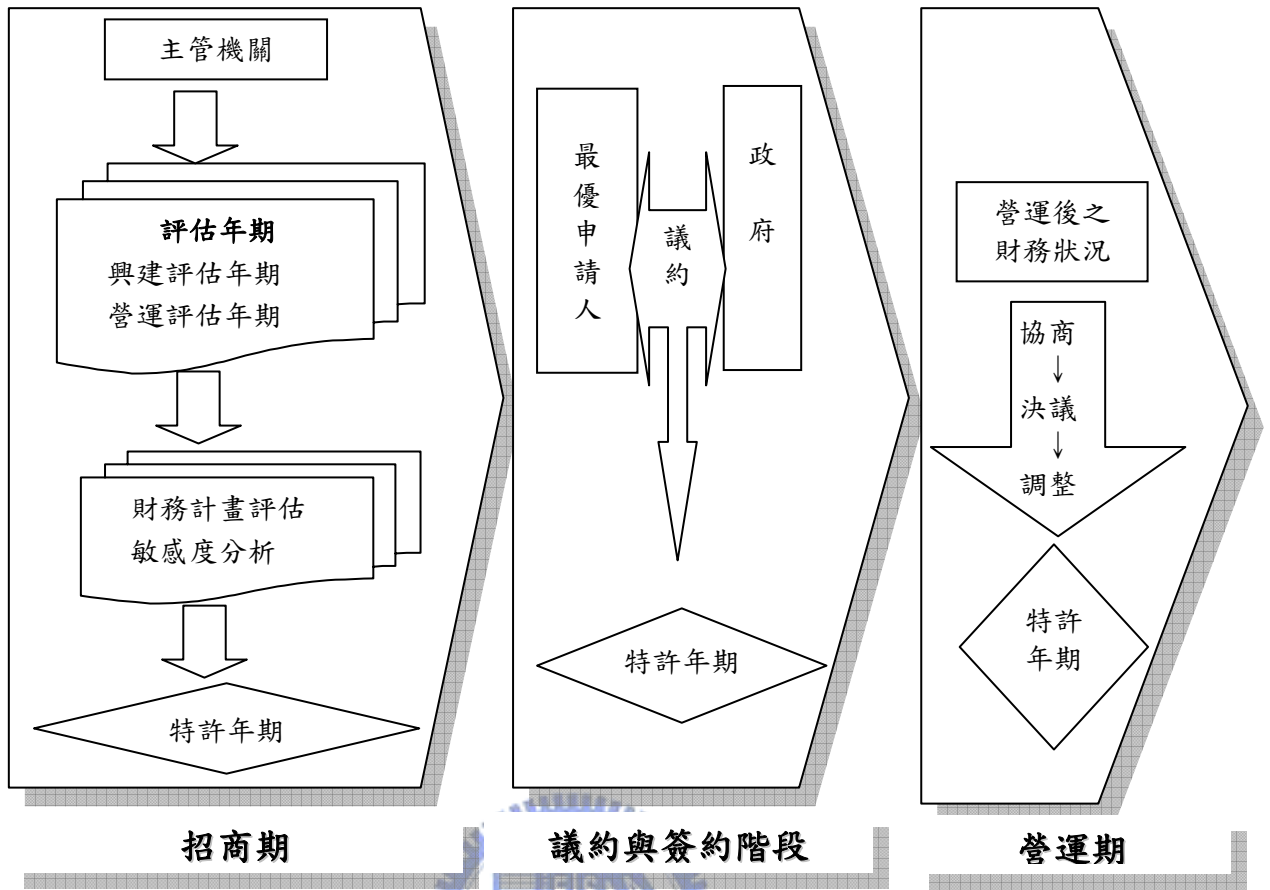 主管機關
評估年期
興建評估年期
營運評估年期
財務計畫評估
敏感度分析
特許年期
招商期
最
優
申
請
人
議
約
政
府
特許年期
議約與簽約階段
營運後之
財務狀況
協商
↓
決議
↓
調整
特許
年期
營運期